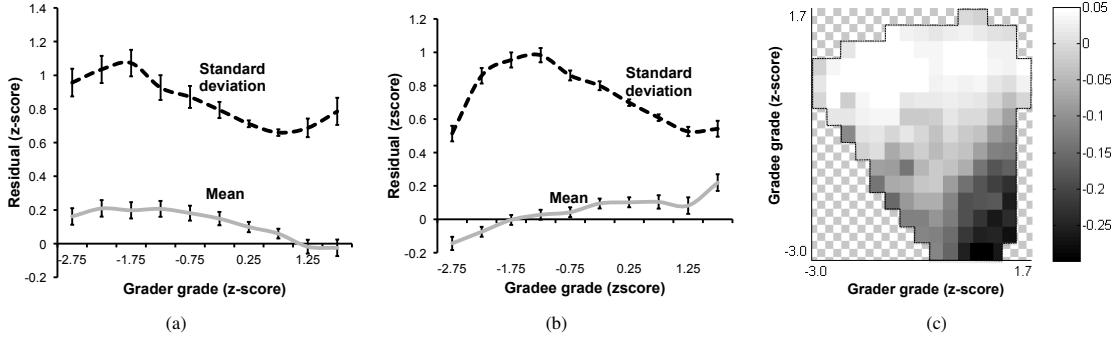 1.4
1.2
1
0.8
0.6
0.4
0.2
0
-0.2
Residual (z-score)
Standard
deviation
Mean
-2.75 -1.75 -0.75 0.25 1.25
Grader grade (z-score)
(a)
1.2
1
0.8
0.6
0.4
0.2
0
-0.2
Residual (zscore)
Standard
deviation
Mean
-2.75 -1.75 -0.75 0.25 1.25
Gradee grade (zscore)
(b)
1.7
Gradee grade (z-score)
-3.0
-3.0 1.7
Grader grade (z-score)
0.05
0
-0.05
-0.1
-0.15
-0.2
-0.25
(c)